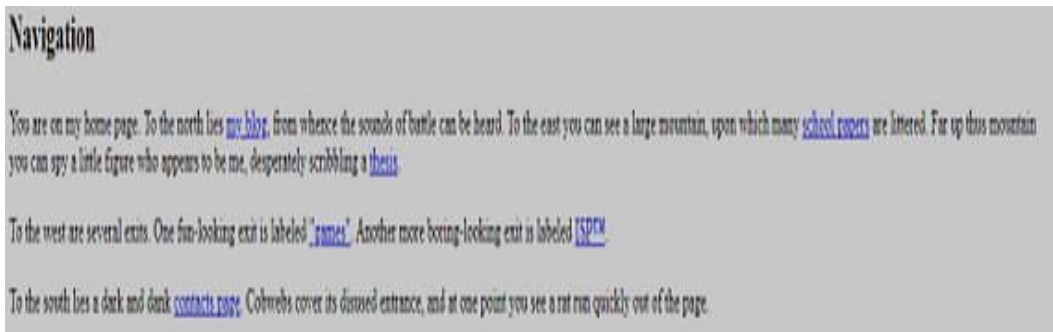 Navigation
You are on my home page. To the north lies my blog, from whence the sounds of battle can be heard. To the east you can see a large mountain, upon which many school papers are littered. Far up this mountain
you can spy a little figure who appears to be me, desperately scribbling a thesis.
To the west are several exits. One fun-looking exit is labeled "games". Another more boring-looking exit is labeled ISP™.
To the south lies a dark and dank contacts page. Cobwebs cover its disused entrance, and at one point you see a rat run quickly out of the page.